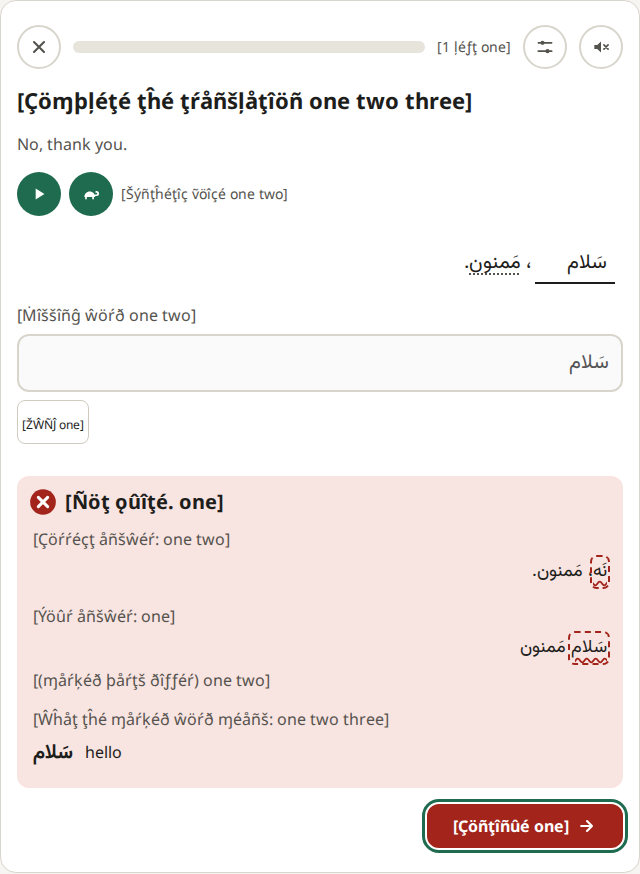 [1 ļéƒţ one]
[Çöɱþļéţé ţĥé ţŕåñšļåţîöñ one two three]
No, thank you.
[Šýñţĥéţîç ṽöîçé one two]
سَلام ، مَمنون.
[Ṁîššîñĝ ŵöŕð one two]
سَلام
[ŽŴÑĴ one]
[Ñöţ ǫûîţé. one]
[Çöŕŕéçţ åñšŵéŕ: one two]
نَه، مَمنون.
[Ýöûŕ åñšŵéŕ: one]
سَلام مَمنون
[(ɱåŕķéð þåŕţš ðîƒƒéŕ) one two]
[Ŵĥåţ ţĥé ɱåŕķéð ŵöŕð ɱéåñš: one two three]
سَلام hello
[Çöñţîñûé one]